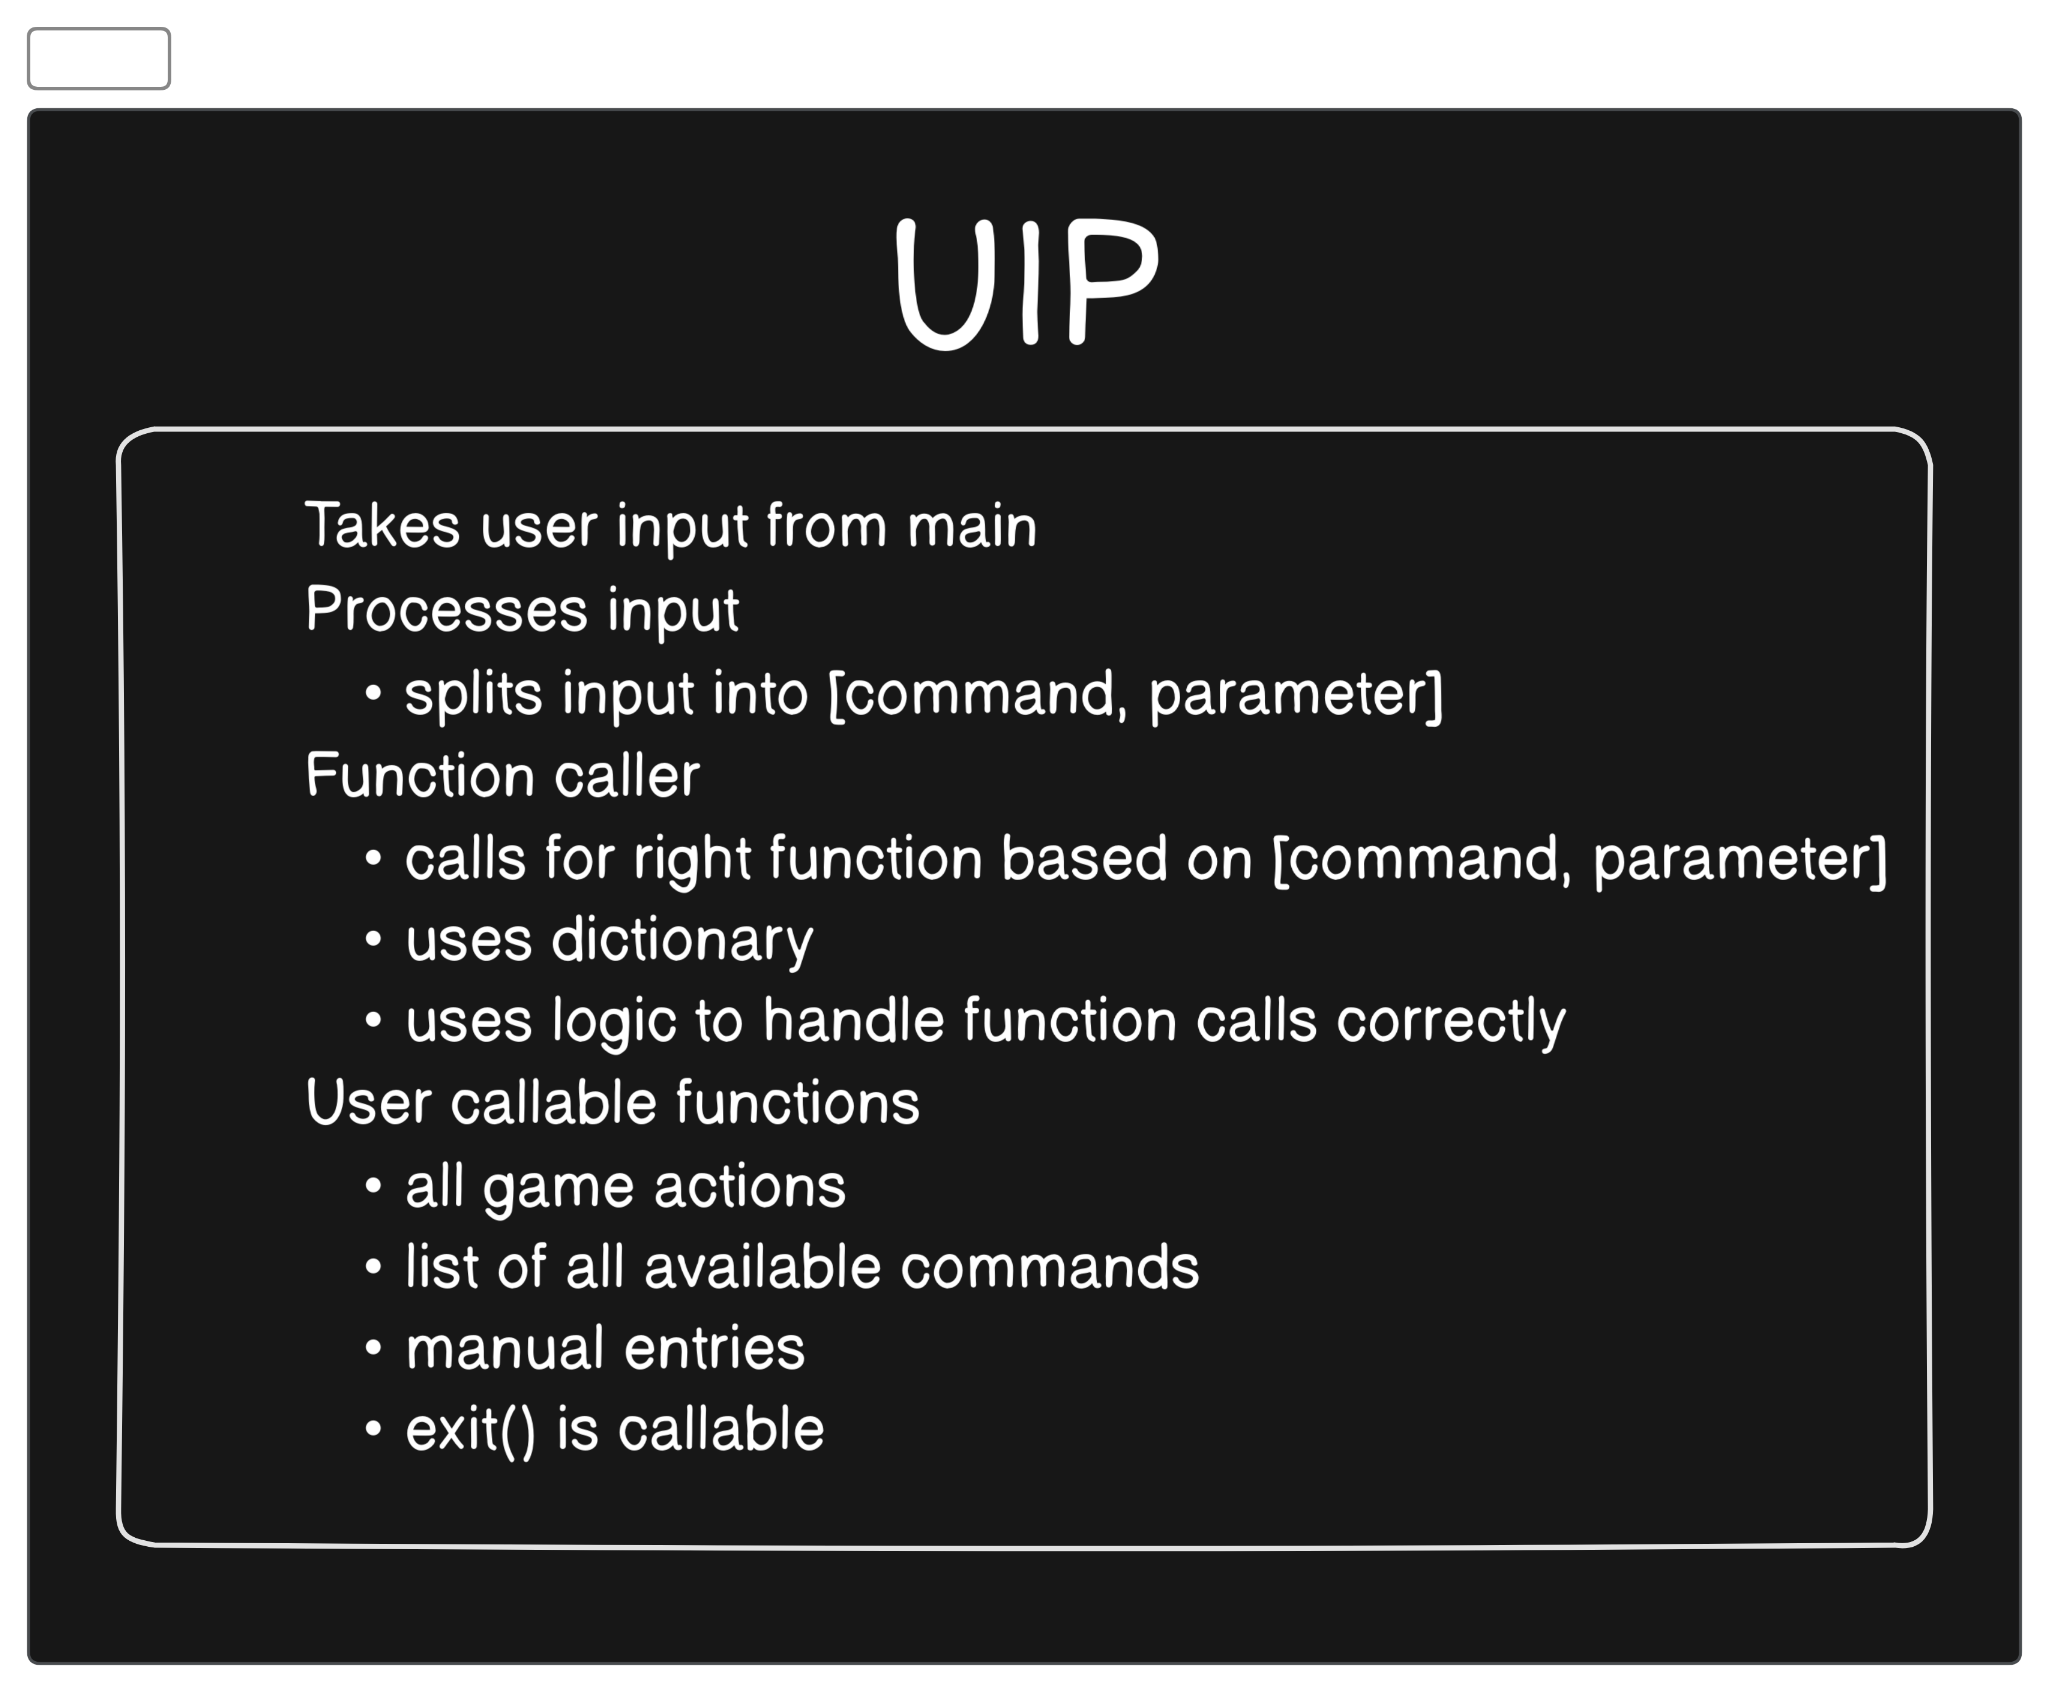 UIP
Takes user input from main
Processes input
• splits input into [command, parameter]
Function caller
• calls for right function based on [command, parameter]
• uses dictionary
• uses logic to handle function calls correctly
User callable functions
• all game actions
• list of all available commands
• manual entries
• exit() is callable